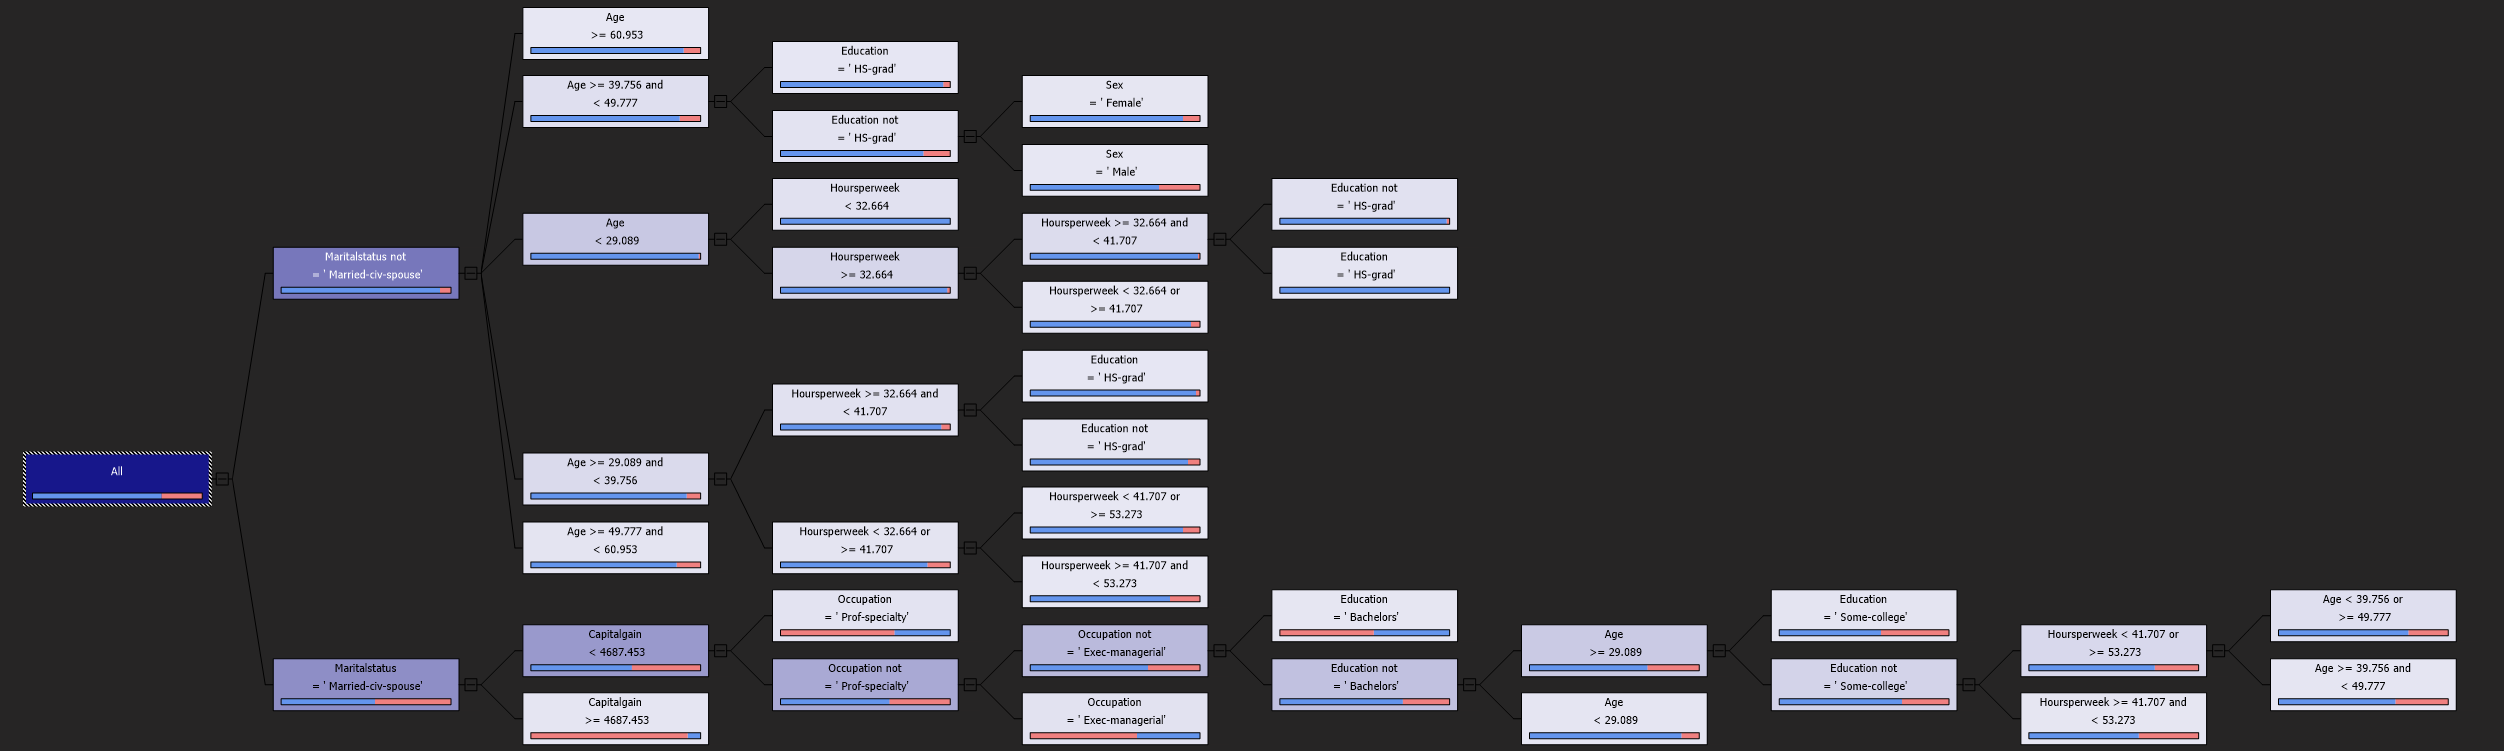 All
Maritalstatus not
= ' Married-civ-spouse'
Maritalstatus
= ' Married-civ-spouse'
Age
>= 60.953
Age >= 39.756 and
< 49.777
Age
< 29.089
Age >= 29.089 and
< 39.756
Age >= 49.777 and
< 60.953
Capitalgain
< 4687.453
Capitalgain
>= 4687.453
Education
= ' HS-grad'
Education not
= ' HS-grad'
Hoursperweek
< 32.664
Hoursperweek
>= 32.664
Hoursperweek >= 32.664 and
< 41.707
Hoursperweek < 32.664 or
>= 41.707
Occupation
= ' Prof-specialty'
Occupation not
= ' Prof-specialty'
Sex
= ' Female'
Sex
= ' Male'
Hoursperweek >= 32.664 and
< 41.707
Hoursperweek < 32.664 or
>= 41.707
Education
= ' HS-grad'
Education not
= ' HS-grad'
Hoursperweek < 41.707 or
>= 53.273
Hoursperweek >= 41.707 and
< 53.273
Occupation not
= ' Exec-managerial'
Occupation
= ' Exec-managerial'
Education not
= ' HS-grad'
Education
= ' HS-grad'
Education
= ' Bachelors'
Education not
= ' Bachelors'
Age
>= 29.089
Age
< 29.089
Education
= ' Some-college'
Education not
= ' Some-college'
Hoursperweek < 41.707 or
>= 53.273
Hoursperweek >= 41.707 and
< 53.273
Age < 39.756 or
>= 49.777
Age >= 39.756 and
< 49.777